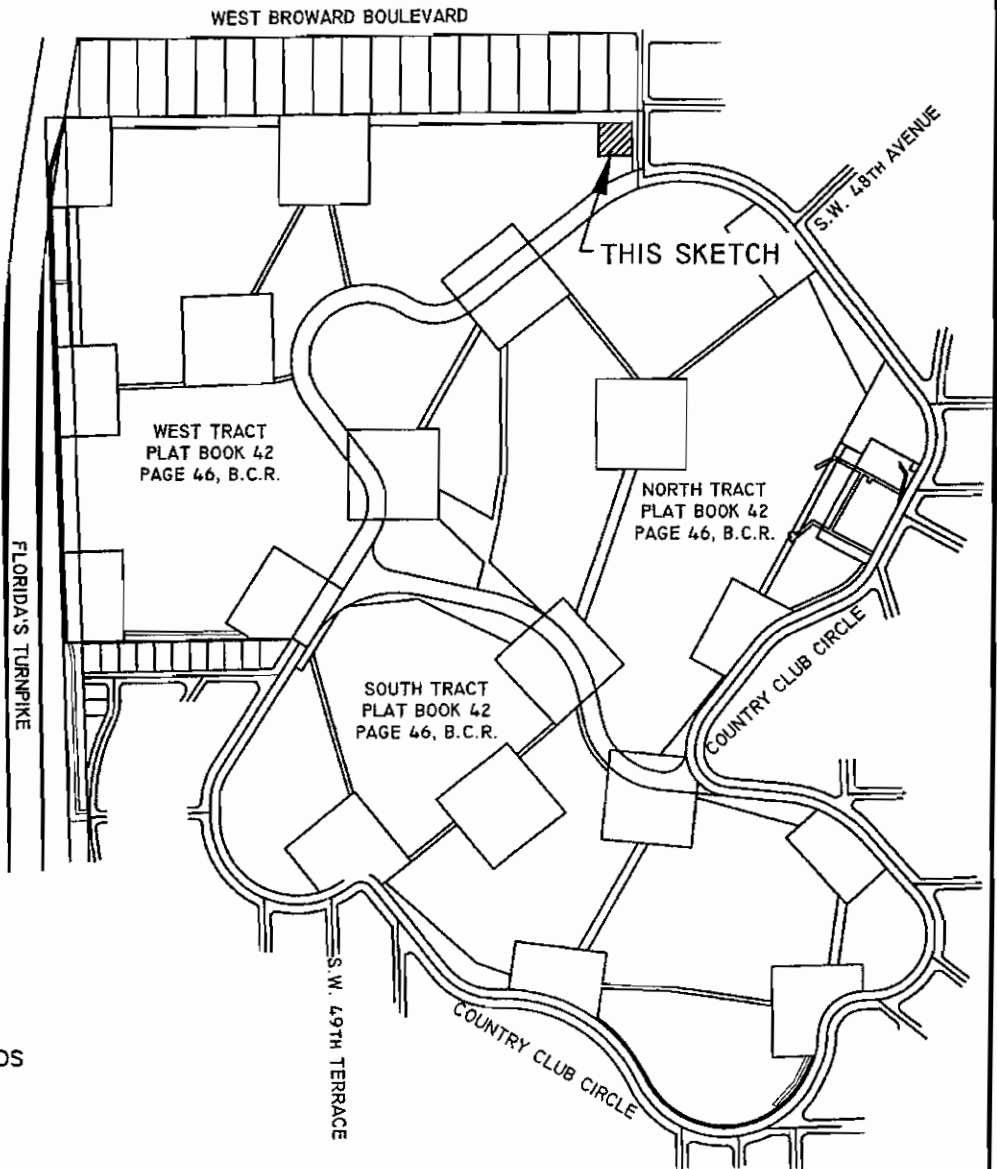 WEST BROWARD BOULEVARD
S.W. 48TH AVENUE
THIS SKETCH
WEST TRACT
PLAT BOOK 42
PAGE 46, B.C.R.
NORTH TRACT
PLAT BOOK 42
PAGE 46, B.C.R.
FLORIDA'S TURNPIKE
COUNTRY CLUB CIRCLE
SOUTH TRACT
PLAT BOOK 42
PAGE 46, B.C.R.
S.W. 49TH TERRACE
COUNTRY CLUB CIRCLE
DS